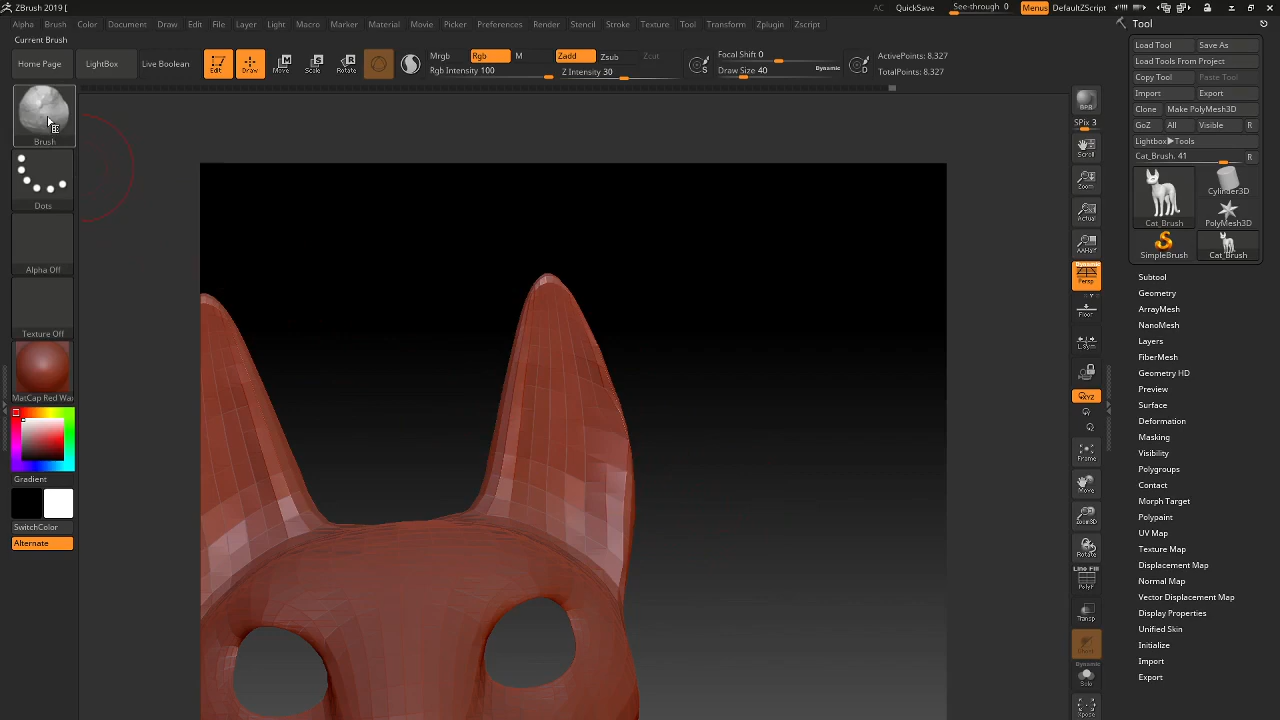 ZBrush 2019 [
AC QuickSave See-through 0 Menus DefaultZScript
Alpha Brush Color Document Draw Edit File Layer Light Macro Marker Material Movie Picker Preferences Render Stencil Stroke Texture Tool Transform Zplugin Zscript
Current Brush
Home Page LightBox Live Boolean Edit Draw Move Scale Rotate
Mrgb Rgb M Zadd Zsub Zcut
Rgb Intensity 100 Z Intensity 30
Focal Shift 0
Draw Size 40 Dynamic
S
D
ActivePoints: 8,327
TotalPoints: 8,327
Brush
Dots
Alpha Off
Texture Off
MatCap Red Wa
Gradient
SwitchColor
Alternate
BPR
SPix 3
Scroll
Zoom
Actual
AAHalf
Dynamic
Persp
Floor
L.Sym
XYZ
Frame
Move
Zoom3D
Rotate
Line Fill
PolyF
Transp
Dynamic
Solo
Xpose
Tool
Load Tool Save As
Load Tools From Project
Copy Tool Paste Tool
Import Export
Clone Make PolyMesh3D
GoZ All Visible R
Lightbox▶Tools
Cat_Brush. 41 R
Cat_Brush Cylinder3D
PolyMesh3D
SimpleBrush Cat_Brush
Subtool
Geometry
ArrayMesh
NanoMesh
Layers
FiberMesh
Geometry HD
Preview
Surface
Deformation
Masking
Visibility
Polygroups
Contact
Morph Target
Polypaint
UV Map
Texture Map
Displacement Map
Normal Map
Vector Displacement Map
Display Properties
Unified Skin
Initialize
Import
Export